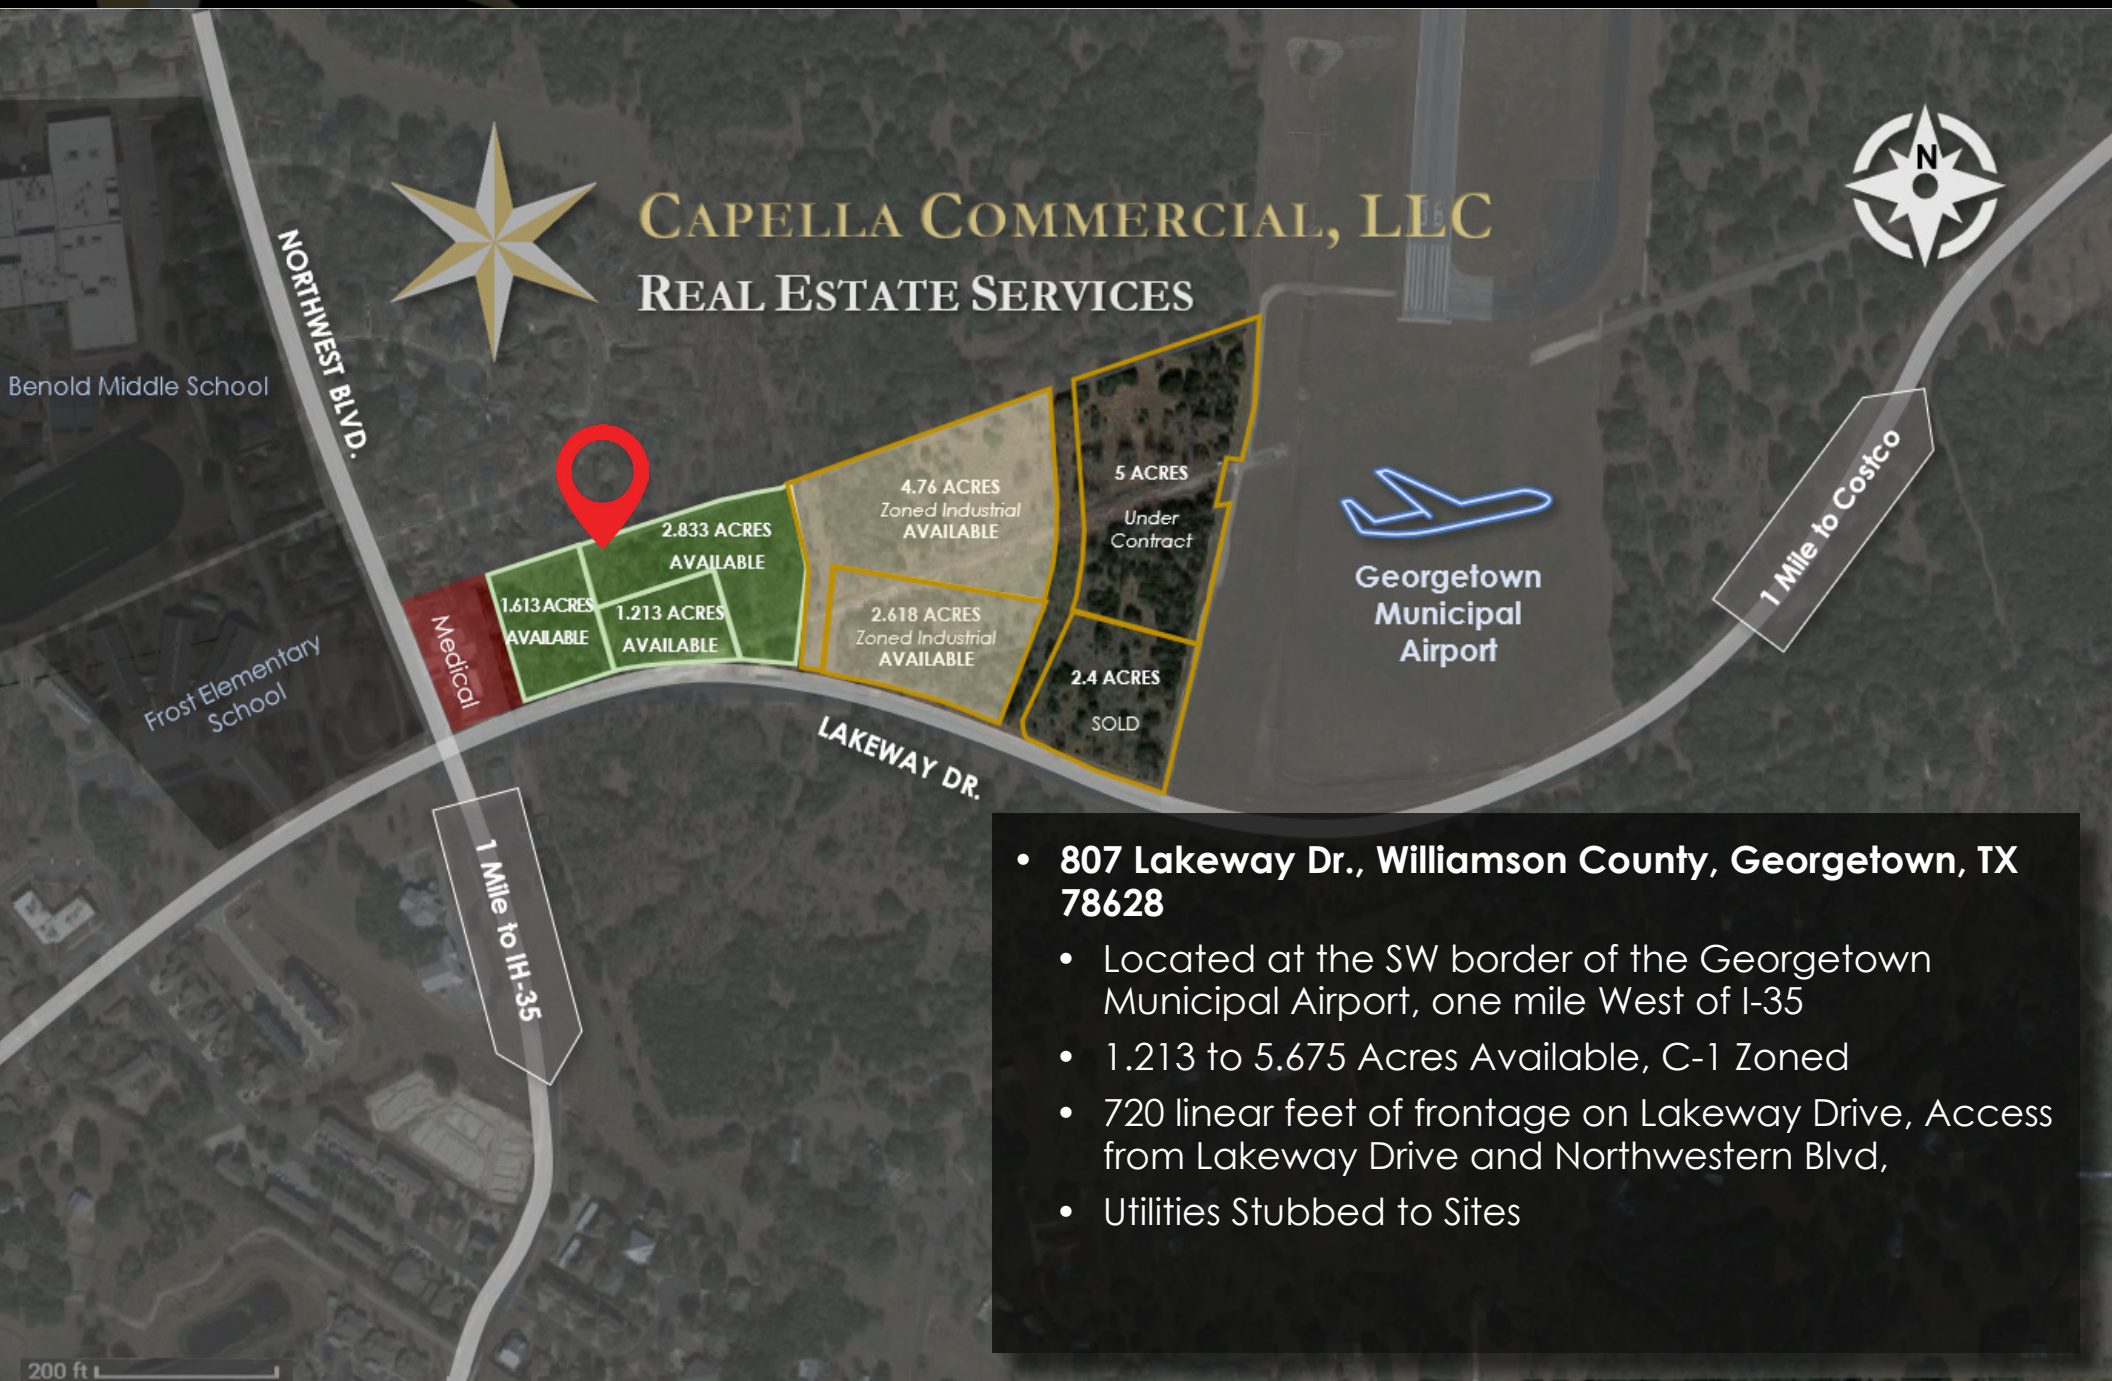 CAPELLA COMMERCIAL, LLC
REAL ESTATE SERVICES
N
NORTHWEST BLVD.
Benold Middle School
Frost Elementary
School
Medical
1.613 ACRES
AVAILABLE
2.833 ACRES
AVAILABLE
1.213 ACRES
AVAILABLE
4.76 ACRES
Zoned Industrial
AVAILABLE
2.618 ACRES
Zoned Industrial
AVAILABLE
5 ACRES
Under
Contract
2.4 ACRES
SOLD
Georgetown
Municipal
Airport
1 Mile to Costco
LAKEWAY DR.
1 Mile to IH-35
• 807 Lakeway Dr., Williamson County, Georgetown, TX
78628
• Located at the SW border of the Georgetown
Municipal Airport, one mile West of I-35
• 1.213 to 5.675 Acres Available, C-1 Zoned
• 720 linear feet of frontage on Lakeway Drive, Access
from Lakeway Drive and Northwestern Blvd,
• Utilities Stubbed to Sites
200 ft